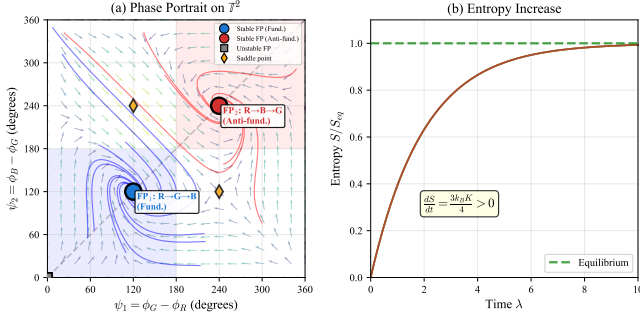 (a) Phase Portrait on 𝕋²
Stable FP (Fund.)
Stable FP (Anti-fund.)
Unstable FP
Saddle point
FP₂: R→B→G
(Anti-fund.)
FP₁: R→G→B
(Fund.)
360
300
240
180
120
60
0
0 60 120 180 240 300 360
ψ₂ = ϕ_B − ϕ_G (degrees)
ψ₁ = ϕ_G − ϕ_R (degrees)
(b) Entropy Increase
1.0
0.8
0.6
0.4
0.2
0.0
0 2 4 6 8 10
Entropy S/S_eq
Time λ
dS/dt = 3k_BK/4 > 0
Equilibrium